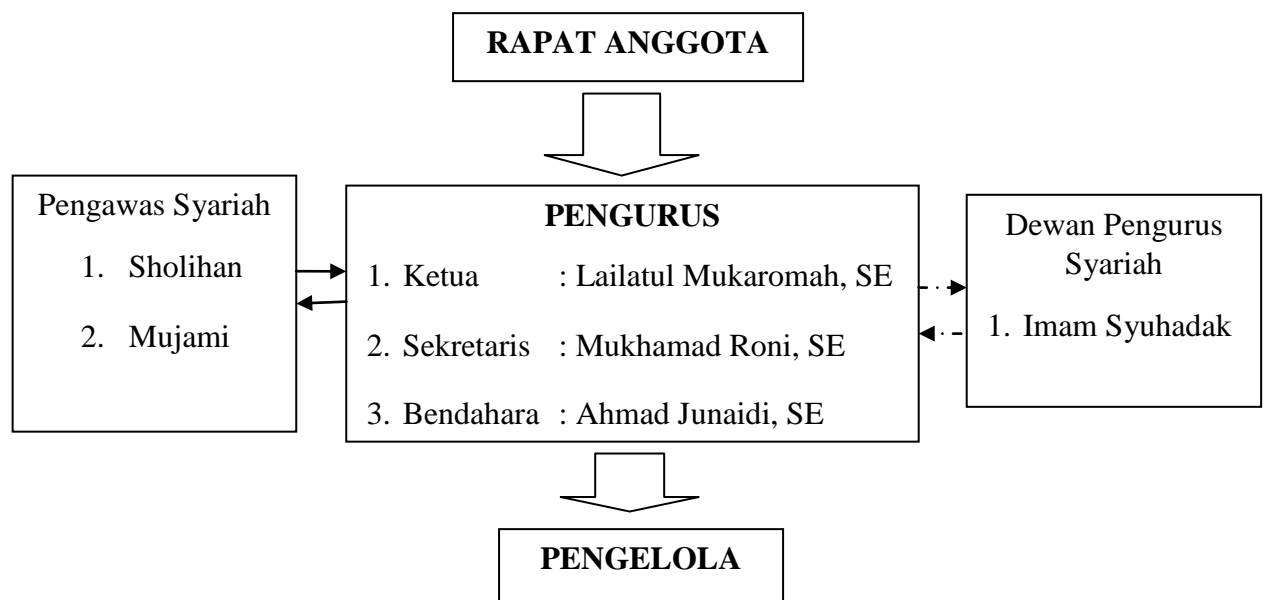 RAPAT ANGGOTA
Pengawas Syariah
1. Sholihan
2. Mujami
PENGURUS
1. Ketua : Lailatul Mukaromah, SE
2. Sekretaris : Mukhamad Roni, SE
3. Bendahara : Ahmad Junaidi, SE
Dewan Pengurus
Syariah
1. Imam Syuhadak
PENGELOLA